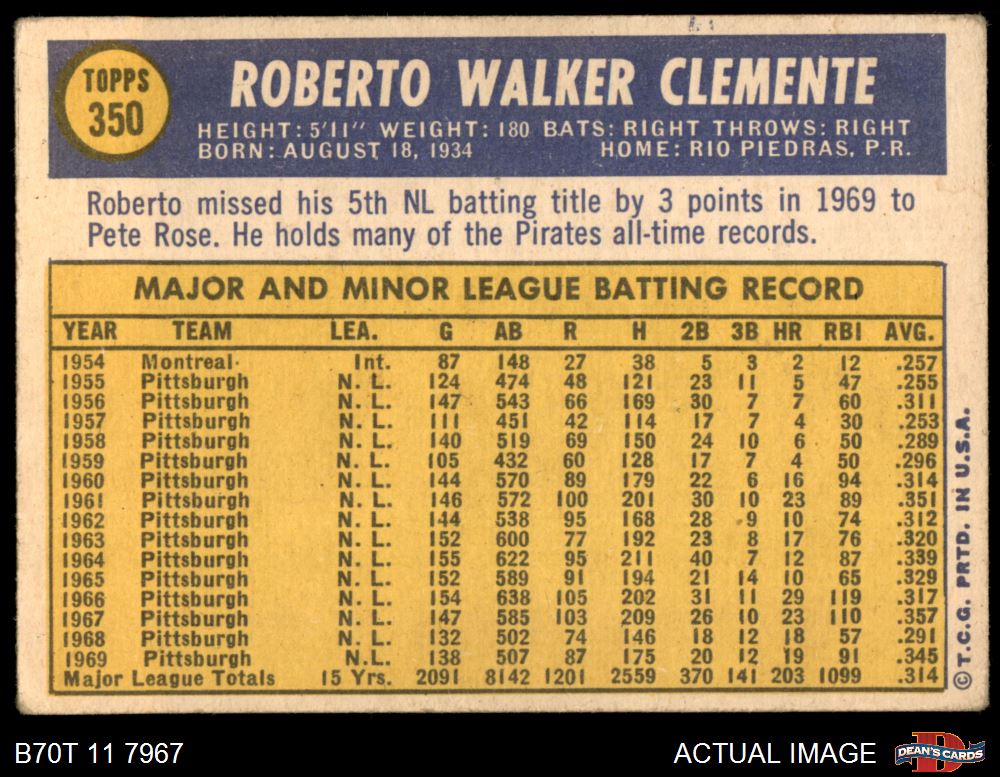 TOPPS
350
ROBERTO WALKER CLEMENTE
HEIGHT: 5'11" WEIGHT: 180 BATS: RIGHT THROWS: RIGHT
BORN: AUGUST 18, 1934 HOME: RIO PIEDRAS, P.R.
Roberto missed his 5th NL batting title by 3 points in 1969 to
Pete Rose. He holds many of the Pirates all-time records.
MAJOR AND MINOR LEAGUE BATTING RECORD
YEAR TEAM LEA. G AB R H 2B 3B HR RBI AVG.
1954 Montreal Int. 87 148 27 38 5 3 2 12 .257
1955 Pittsburgh N. L. 124 474 48 121 23 11 5 47 .255
1956 Pittsburgh N. L. 147 543 66 169 30 7 7 60 .311
1957 Pittsburgh N. L. 111 451 42 114 17 7 4 30 .253
1958 Pittsburgh N. L. 140 519 69 150 24 10 6 50 .289
1959 Pittsburgh N. L. 105 432 60 128 17 7 4 50 .296
1960 Pittsburgh N. L. 144 570 89 179 22 6 16 94 .314
1961 Pittsburgh N. L. 146 572 100 201 30 10 23 89 .351
1962 Pittsburgh N. L. 144 538 95 168 28 9 10 74 .312
1963 Pittsburgh N. L. 152 600 77 192 23 8 17 76 .320
1964 Pittsburgh N. L. 155 622 95 211 40 7 12 87 .339
1965 Pittsburgh N. L. 152 589 91 194 21 14 10 65 .329
1966 Pittsburgh N. L. 154 638 105 202 31 11 29 119 .317
1967 Pittsburgh N. L. 147 585 103 209 26 10 23 110 .357
1968 Pittsburgh N. L. 132 502 74 146 18 12 18 57 .291
1969 Pittsburgh N.L. 138 507 87 175 20 12 19 91 .345
Major League Totals 15 Yrs. 2091 8142 1201 2559 370 141 203 1099 .314
© T.C.G. PRTD. IN U.S.A.
B70T 11 7967
ACTUAL IMAGE
DEAN'S CARDS